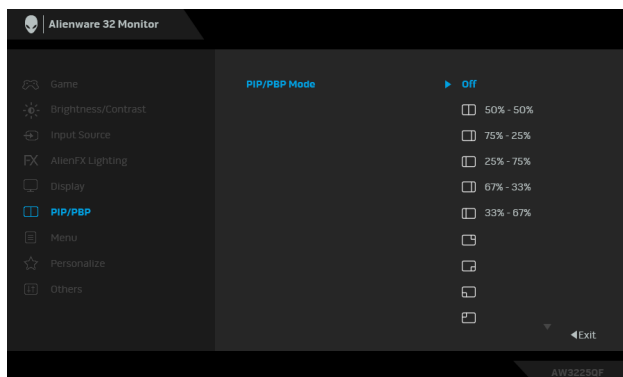 Alienware 32 Monitor
Game
Brightness/Contrast
Input Source
FX AlienFX Lighting
Display
PIP/PBP
Menu
Personalize
Others
PIP/PBP Mode
Off
50% - 50%
75% - 25%
25% - 75%
67% - 33%
33% - 67%
Exit
AW3225QF